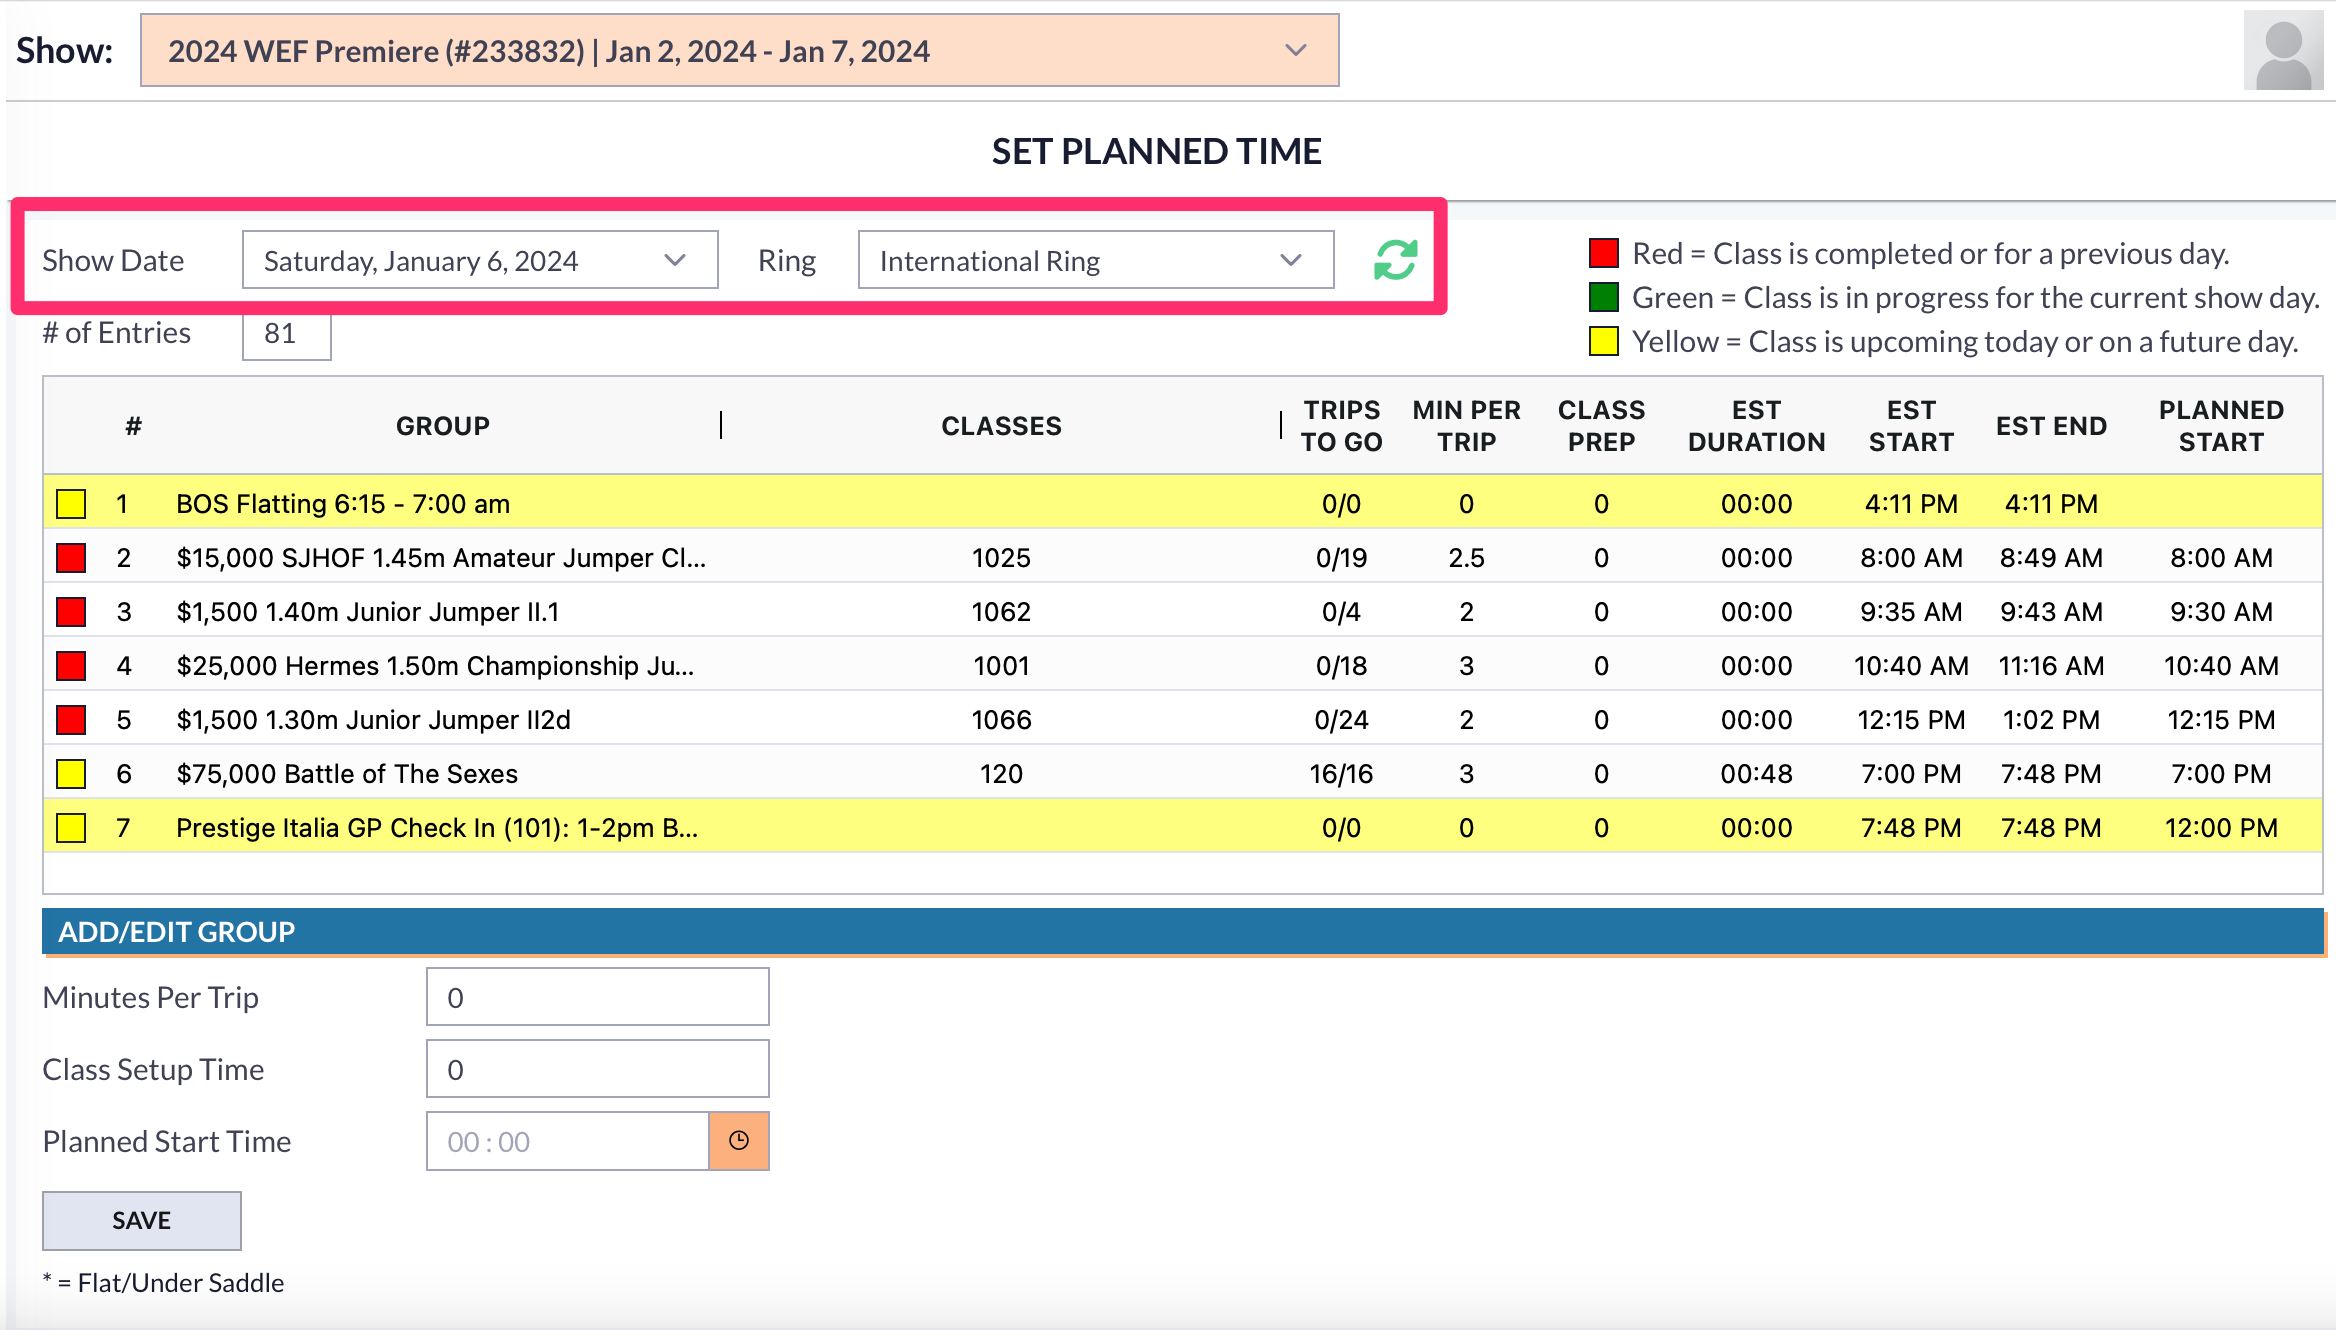 Show: 2024 WEF Premiere (#233832) | Jan 2, 2024 - Jan 7, 2024
SET PLANNED TIME
Show Date Saturday, January 6, 2024 Ring International Ring
# of Entries 81
Red = Class is completed or for a previous day.
Green = Class is in progress for the current show day.
Yellow = Class is upcoming today or on a future day.
# GROUP CLASSES TRIPS TO GO MIN PER TRIP CLASS PREP EST DURATION EST START EST END PLANNED START
1 BOS Flatting 6:15 - 7:00 am 0/0 0 0 00:00 4:11 PM 4:11 PM
2 $15,000 SJHOF 1.45m Amateur Jumper Cl... 1025 0/19 2.5 0 00:00 8:00 AM 8:49 AM 8:00 AM
3 $1,500 1.40m Junior Jumper II.1 1062 0/4 2 0 00:00 9:35 AM 9:43 AM 9:30 AM
4 $25,000 Hermes 1.50m Championship Ju... 1001 0/18 3 0 00:00 10:40 AM 11:16 AM 10:40 AM
5 $1,500 1.30m Junior Jumper II2d 1066 0/24 2 0 00:00 12:15 PM 1:02 PM 12:15 PM
6 $75,000 Battle of The Sexes 120 16/16 3 0 00:48 7:00 PM 7:48 PM 7:00 PM
7 Prestige Italia GP Check In (101): 1-2pm B... 0/0 0 0 00:00 7:48 PM 7:48 PM 12:00 PM
ADD/EDIT GROUP
Minutes Per Trip 0
Class Setup Time 0
Planned Start Time 00 : 00
SAVE
* = Flat/Under Saddle